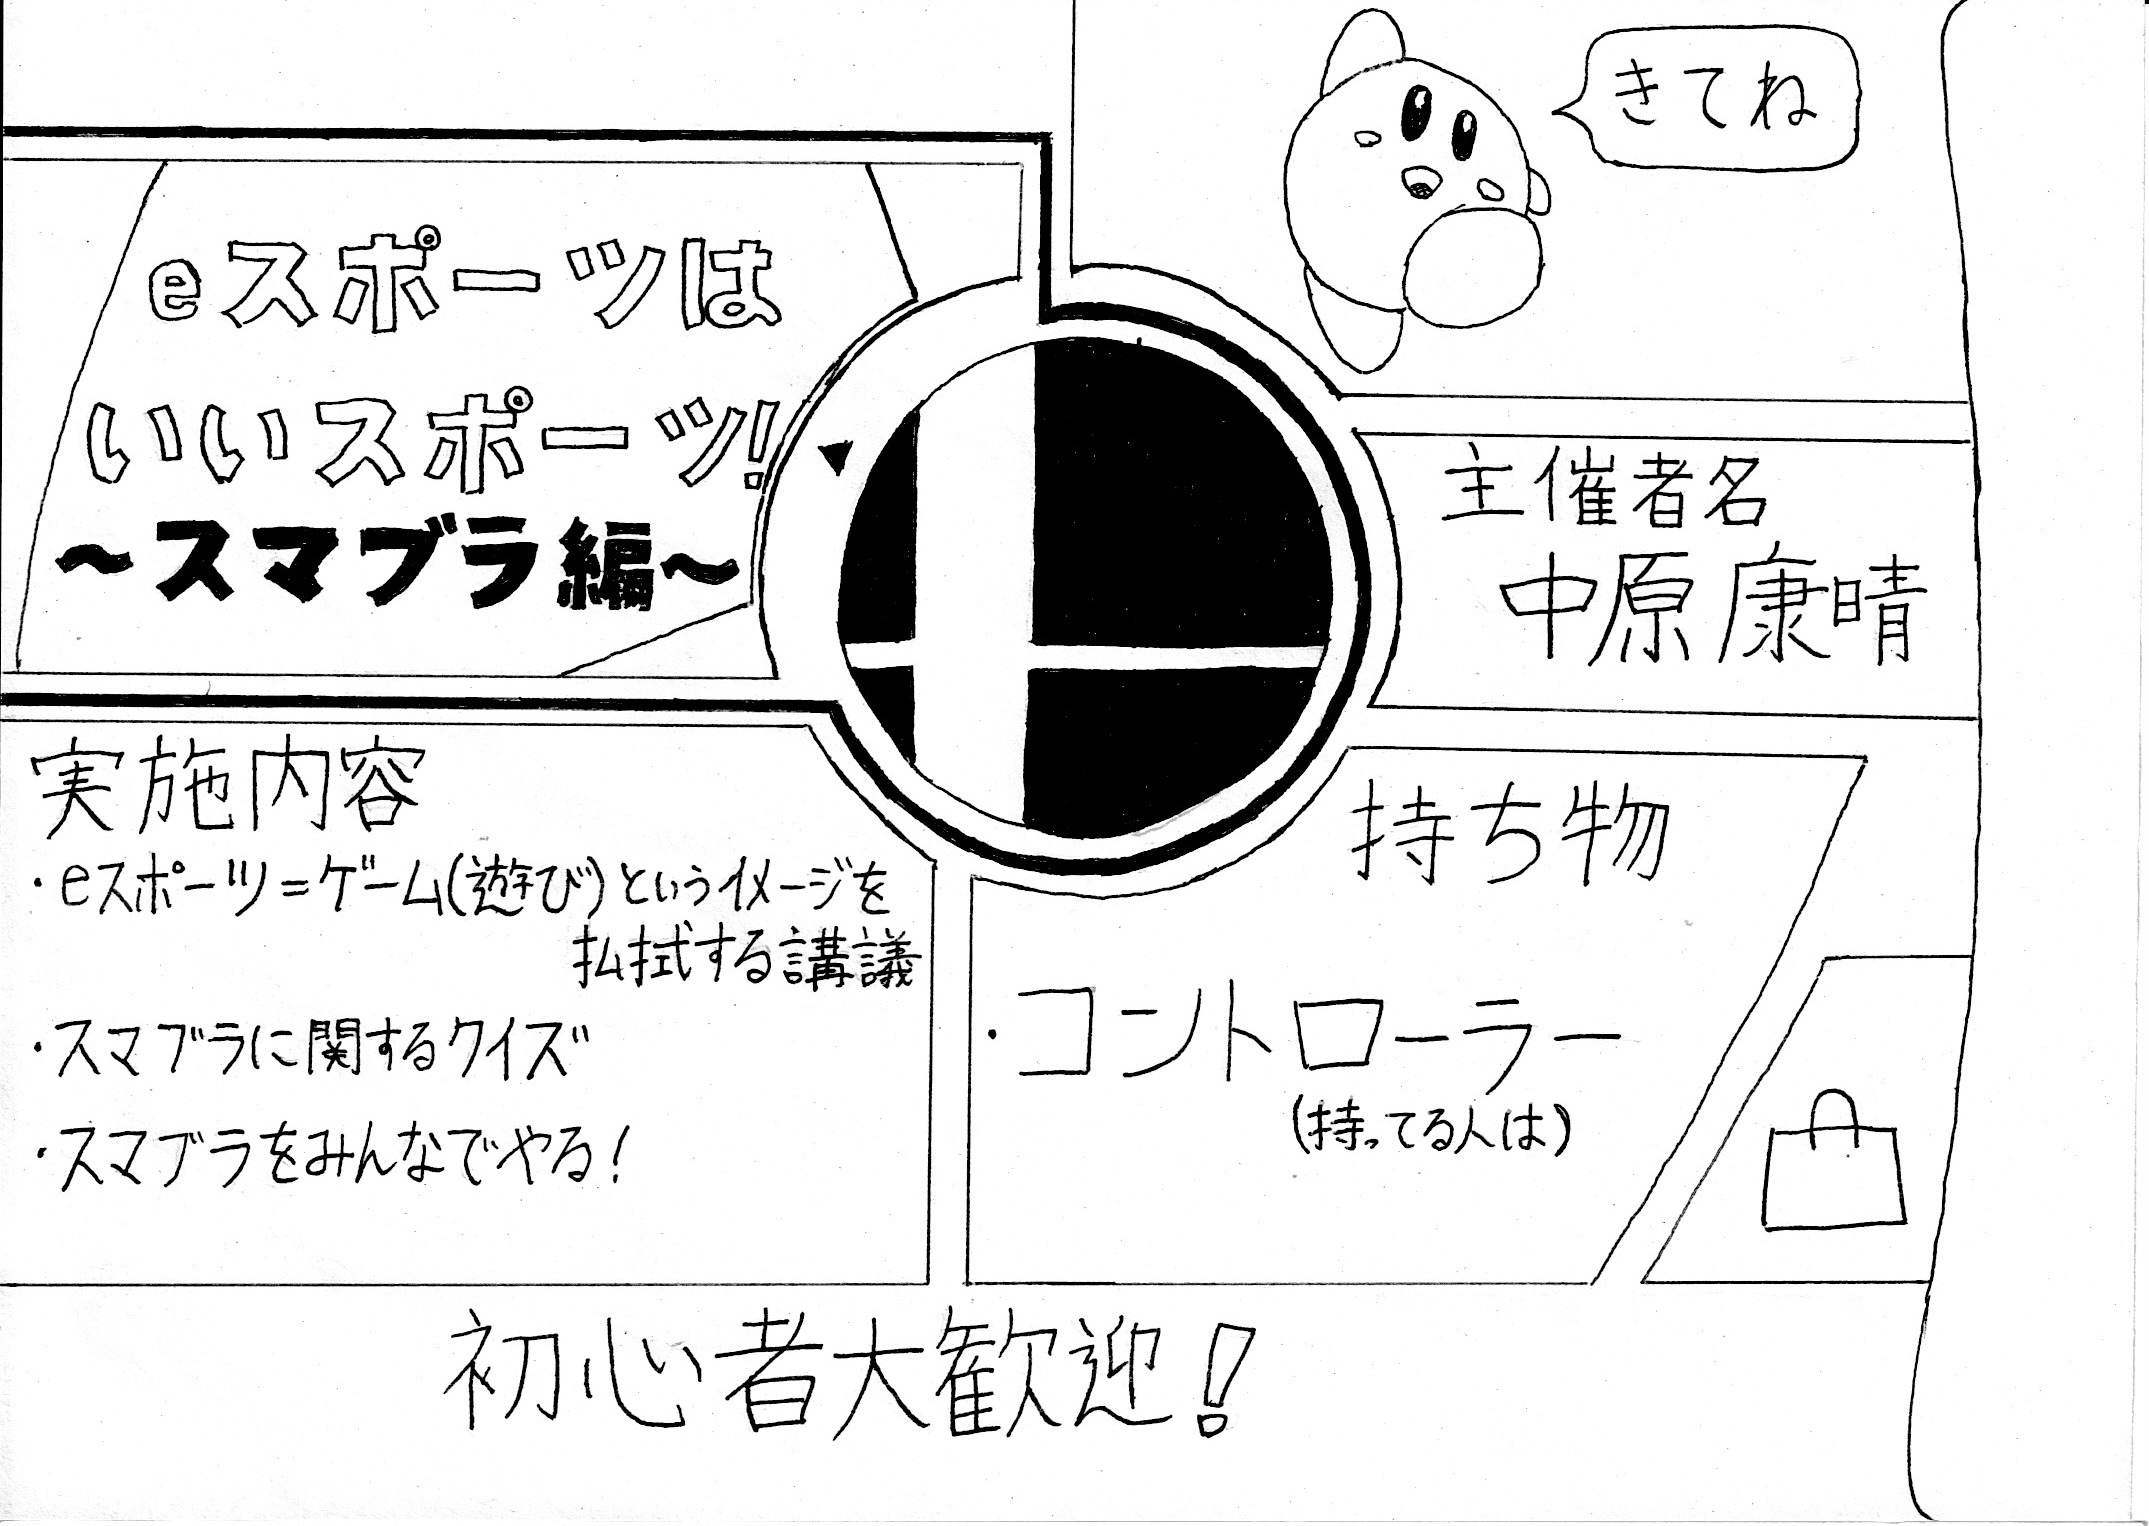 eスポーツは
いいスポーツ!
～スマブラ編～
きてね
主催者名
中原康晴
実施内容
・eスポーツ=ゲーム(遊び)というイメージを
払拭する講議
・スマブラに関するクイズ
・スマブラをみんなでやる!
持ち物
・コントローラー
(持ってる人は)
初心者大歓迎!